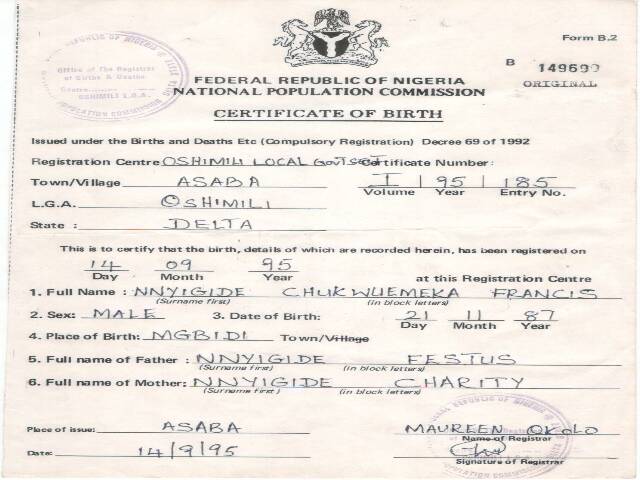 Form B.2
B 149699
ORIGINAL
Office of The Registrar
of Births & Deaths
Centre
OSHIMILI L.G.A.
POPULATION COMMISSION
FEDERAL REPUBLIC OF NIGERIA
NATIONAL POPULATION COMMISSION
CERTIFICATE OF BIRTH
Issued under the Births and Deaths Etc (Compulsory Registration) Decree 69 of 1992
Registration Centre OSHIMILI LOCAL GOVT Certificate Number:
Town/Village ASABA I 95 185
Volume Year Entry No.
L.G.A. OSHIMILI
State : DELTA
This is to certify that the birth, details of which are recorded herein, has been registered on
14 09 95
Day Month Year at this Registration Centre
1. Full Name : NNYIGIDE CHUKWUEMEKA FRANCIS
(Surname first) (in block letters)
2. Sex: MALE 3. Date of Birth: 21 11 87
Day Month Year
4. Place of Birth: MGBIDI Town/Village
5. Full name of Father : NNYIGIDE FESTUS
(Surname first) (in block letters)
6. Full name of Mother: NNYIGIDE CHARITY
(Surname first) (in block letters)
Place of issue: ASABA MAUREEN OKOLO
Name of Registrar
Date: 14/9/95
Signature of Registrar